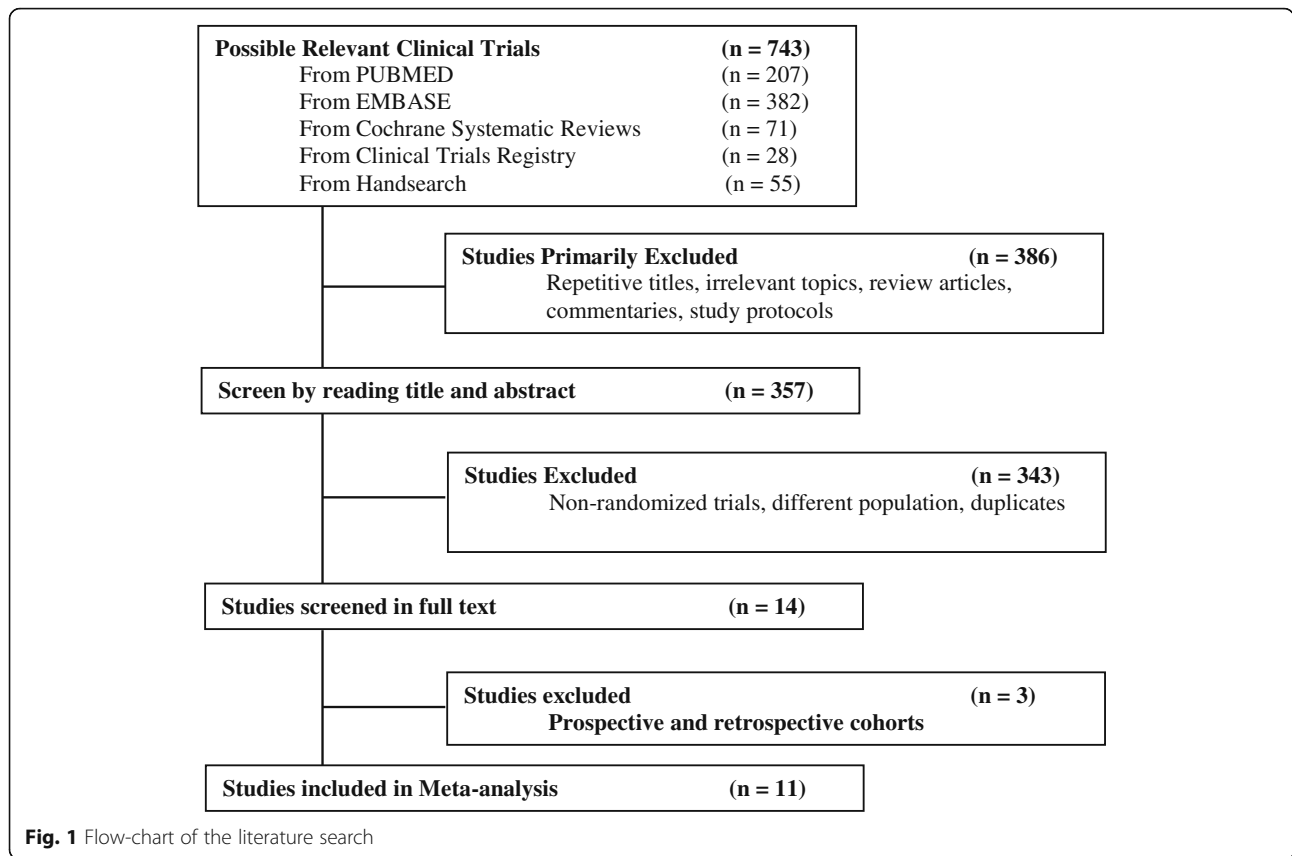 Possible Relevant Clinical Trials (n = 743)
From PUBMED (n = 207)
From EMBASE (n = 382)
From Cochrane Systematic Reviews (n = 71)
From Clinical Trials Registry (n = 28)
From Handsearch (n = 55)
Studies Primarily Excluded (n = 386)
Repetitive titles, irrelevant topics, review articles,
commentaries, study protocols
Screen by reading title and abstract (n = 357)
Studies Excluded (n = 343)
Non-randomized trials, different population, duplicates
Studies screened in full text (n = 14)
Studies excluded (n = 3)
Prospective and retrospective cohorts
Studies included in Meta-analysis (n = 11)
Fig. 1 Flow-chart of the literature search